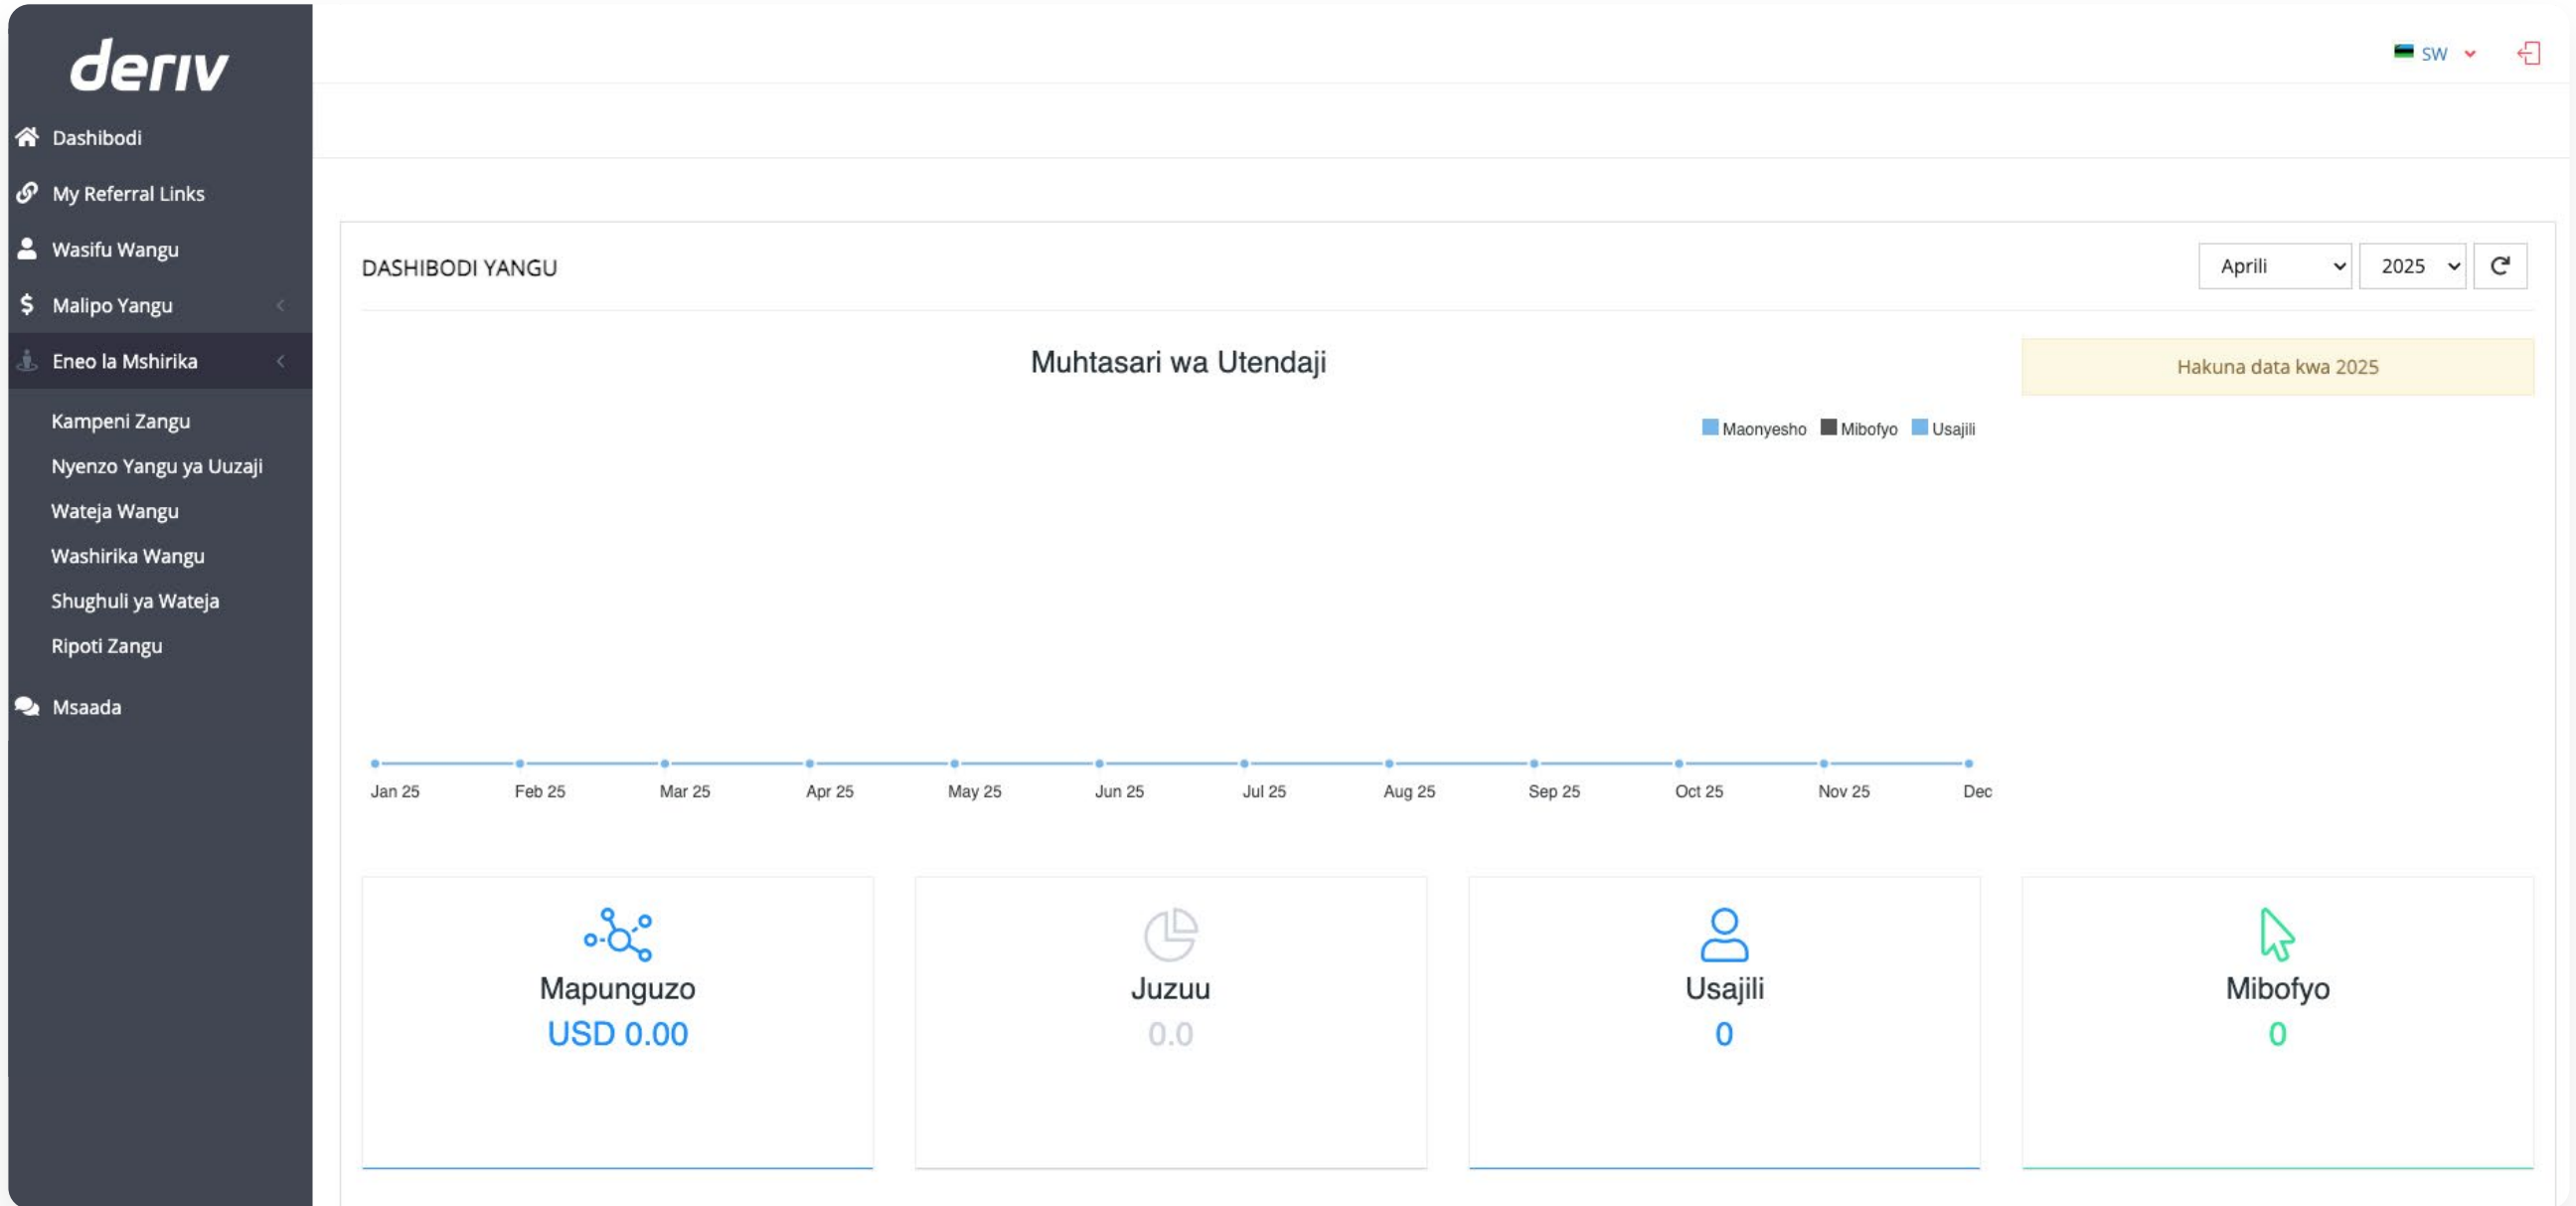 deriv
SW
Dashibodi
My Referral Links
Wasifu Wangu
Malipo Yangu
Eneo la Mshirika
Kampeni Zangu
Nyenzo Yangu ya Uuzaji
Wateja Wangu
Washirika Wangu
Shughuli ya Wateja
Ripoti Zangu
Msaada
DASHIBODI YANGU
Aprili
2025
Muhtasari wa Utendaji
Hakuna data kwa 2025
Maonyesho Mibofyo Usajili
Jan 25 Feb 25 Mar 25 Apr 25 May 25 Jun 25 Jul 25 Aug 25 Sep 25 Oct 25 Nov 25 Dec
Mapunguzo
USD 0.00
Juzuu
0.0
Usajili
0
Mibofyo
0